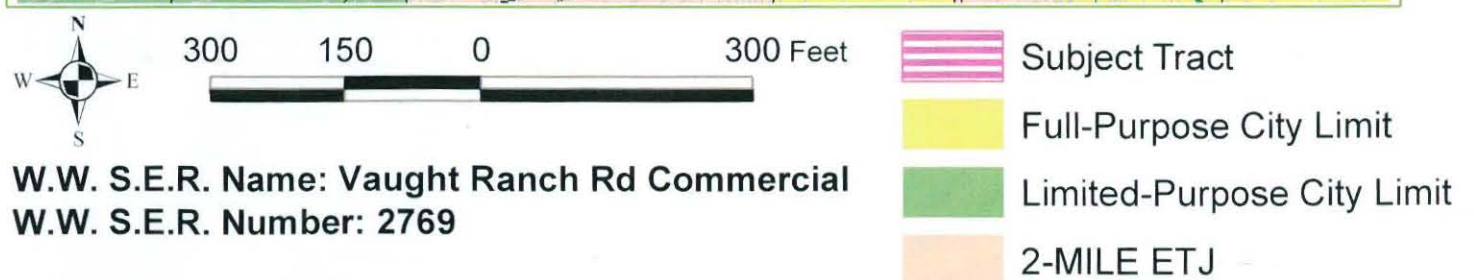 N
W E
S
300 150 0 300 Feet
W.W. S.E.R. Name: Vaught Ranch Rd Commercial
W.W. S.E.R. Number: 2769
Subject Tract
Full-Purpose City Limit
Limited-Purpose City Limit
2-MILE ETJ